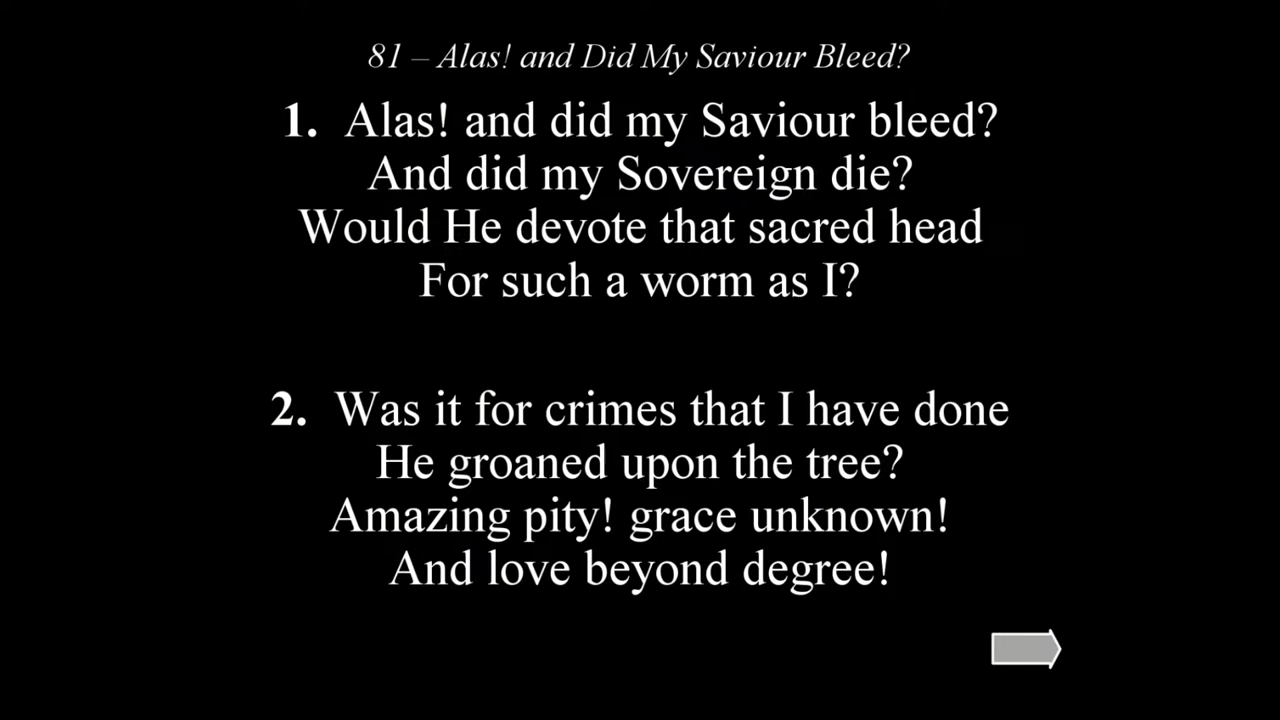 81 – Alas! and Did My Saviour Bleed?
1. Alas! and did my Saviour bleed?
And did my Sovereign die?
Would He devote that sacred head
For such a worm as I?
2. Was it for crimes that I have done
He groaned upon the tree?
Amazing pity! grace unknown!
And love beyond degree!